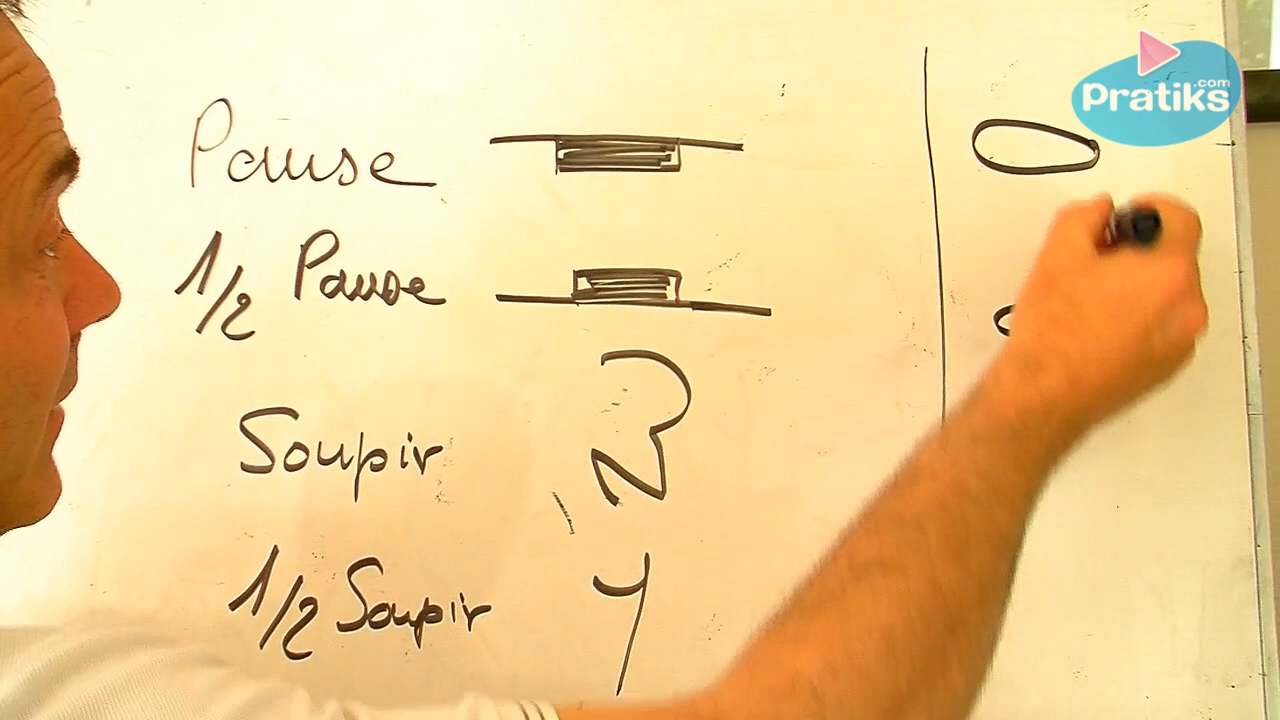 Pratiks.com
Pause
1/2 Pause
Soupir
1/2 Soupir